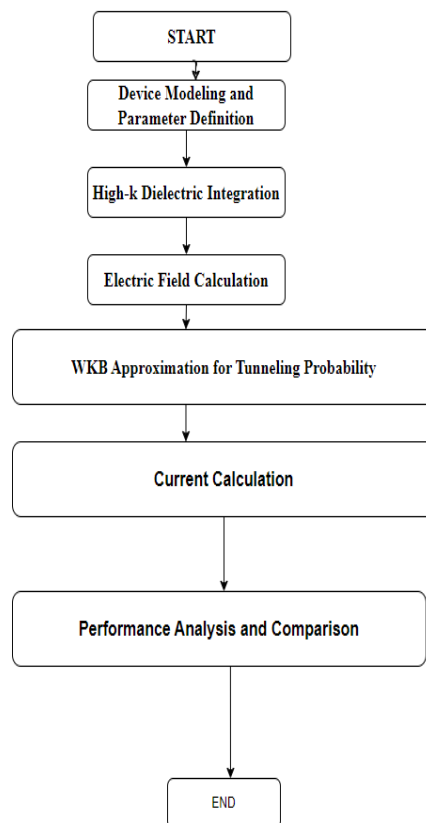 START
Device Modeling and
Parameter Definition
High-k Dielectric Integration
Electric Field Calculation
WKB Approximation for Tunneling Probability
Current Calculation
Performance Analysis and Comparison
END